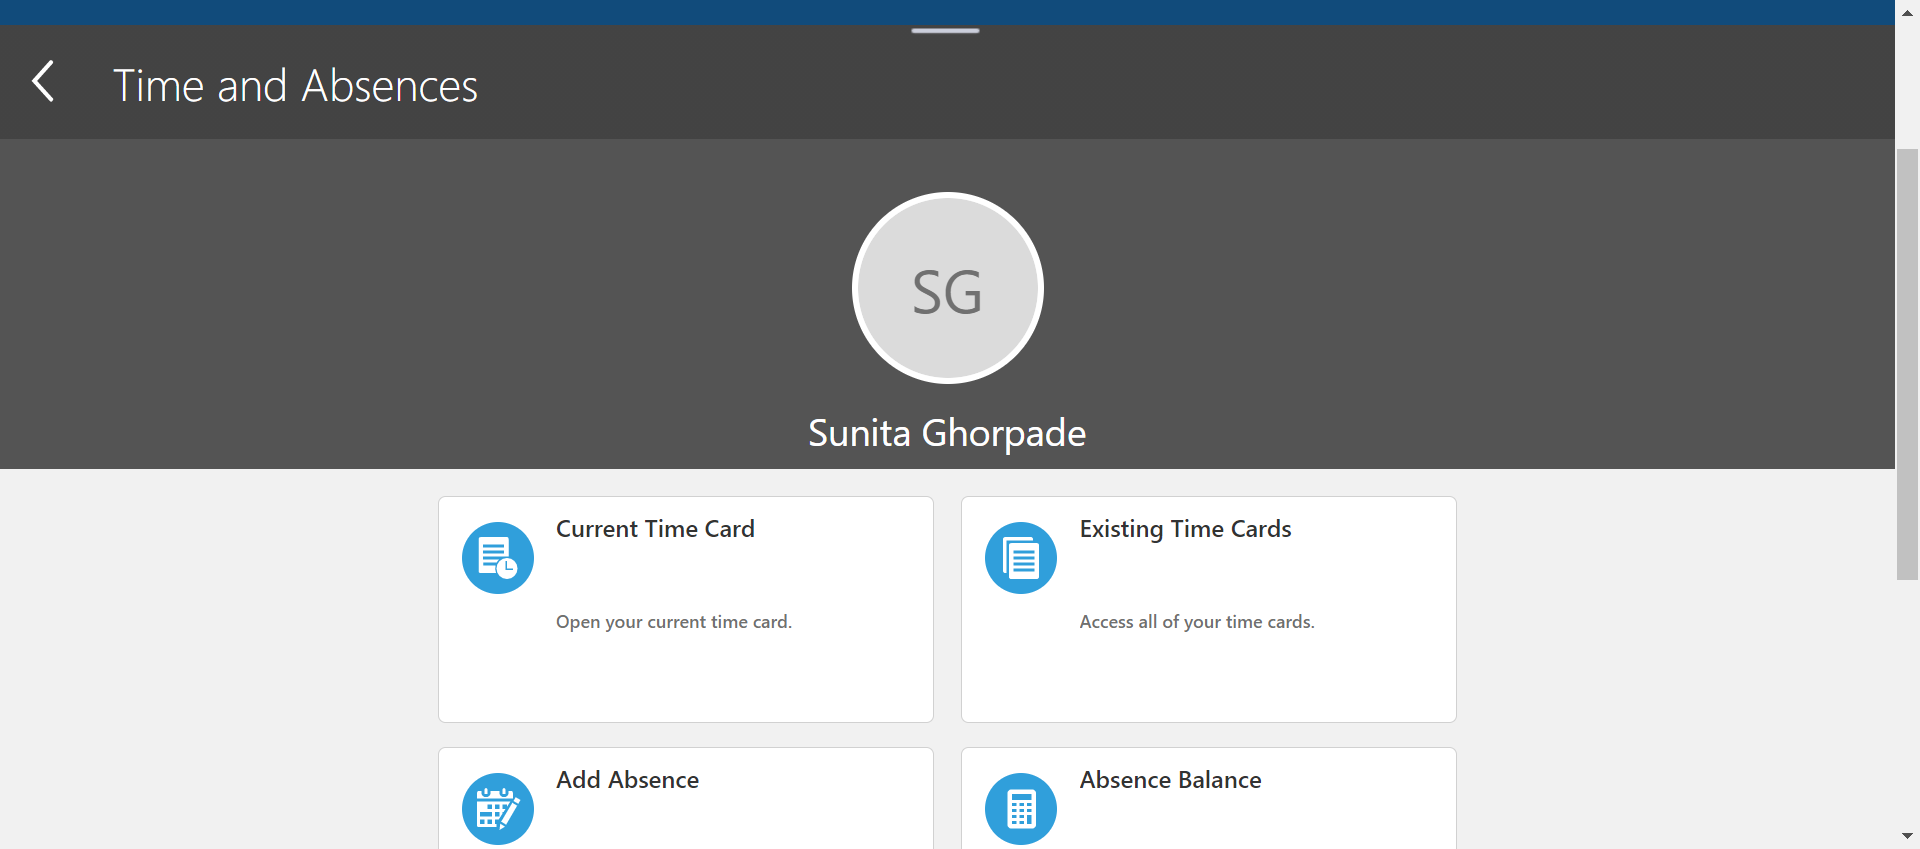 Time and Absences
SG
Sunita Ghorpade
Current Time Card
Open your current time card.
Existing Time Cards
Access all of your time cards.
Add Absence
Absence Balance